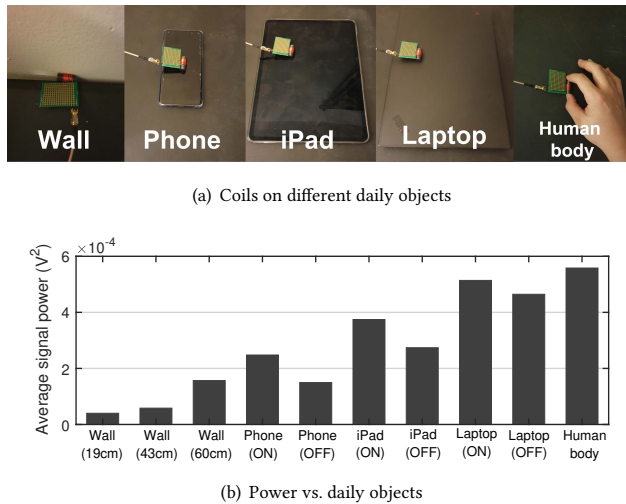 Wall
Phone
iPad
Laptop
Human
body
(a) Coils on different daily objects
×10⁻⁴
Average signal power (V²)
6
4
2
0
Wall
(19cm)
Wall
(43cm)
Wall
(60cm)
Phone
(ON)
Phone
(OFF)
iPad
(ON)
iPad
(OFF)
Laptop
(ON)
Laptop
(OFF)
Human
body
(b) Power vs. daily objects